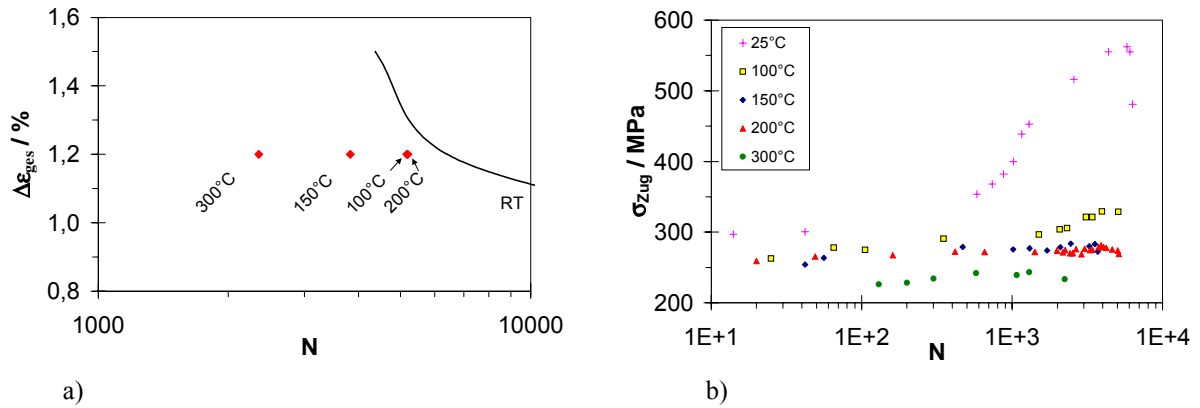 1,6
1,4
1,2
1,0
0,8
Δεges / %
300°C
150°C
100°C
200°C
RT
1000
10000
N
a)
600
500
400
300
200
σZug / MPa
25°C
100°C
150°C
200°C
300°C
1E+1
1E+2
1E+3
1E+4
N
b)